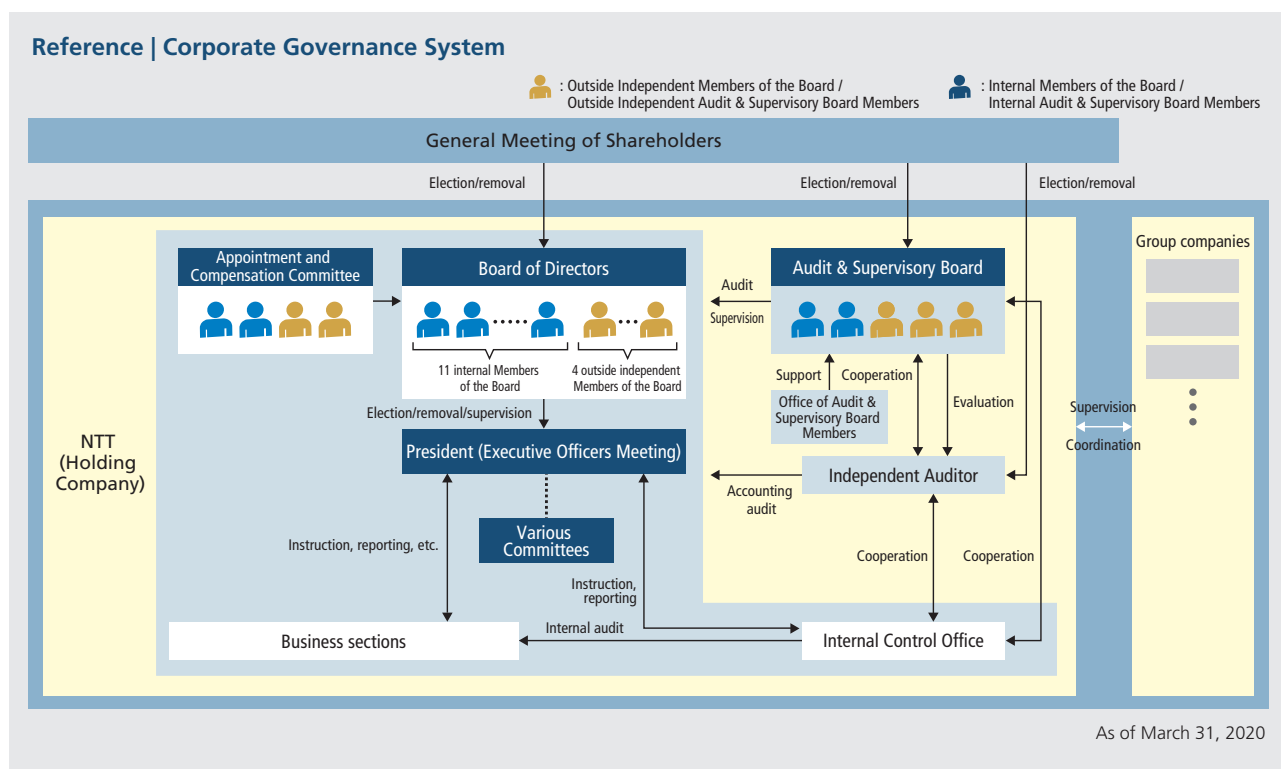 Reference | Corporate Governance System
: Outside Independent Members of the Board /
Outside Independent Audit & Supervisory Board Members
: Internal Members of the Board /
Internal Audit & Supervisory Board Members
General Meeting of Shareholders
Election/removal
Election/removal
Election/removal
Appointment and
Compensation Committee
Board of Directors
11 internal Members
of the Board
4 outside independent
Members of the Board
Audit
Supervision
Audit & Supervisory Board
Support
Cooperation
Office of Audit &
Supervisory Board
Members
Evaluation
Group companies
Supervision
Coordination
NTT
(Holding
Company)
Election/removal/supervision
President (Executive Officers Meeting)
Accounting
audit
Independent Auditor
Various
Committees
Instruction, reporting, etc.
Instruction,
reporting
Cooperation
Cooperation
Business sections
Internal audit
Internal Control Office
As of March 31, 2020